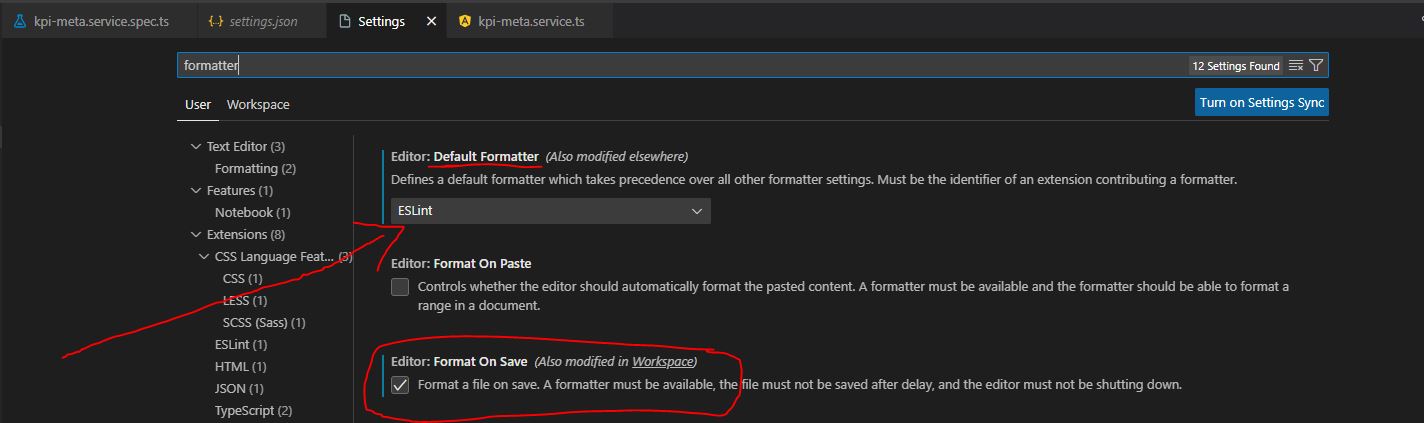 kpi-meta.service.spec.ts settings.json Settings kpi-meta.service.ts
formatter 12 Settings Found
User Workspace Turn on Settings Sync
Text Editor (3)
Formatting (2)
Features (1)
Notebook (1)
Extensions (8)
CSS Language Feat... (3)
CSS (1)
LESS (1)
SCSS (Sass) (1)
ESLint (1)
HTML (1)
JSON (1)
TypeScript (2)
Editor: Default Formatter (Also modified elsewhere)
Defines a default formatter which takes precedence over all other formatter settings. Must be the identifier of an extension contributing a formatter.
ESLint
Editor: Format On Paste
Controls whether the editor should automatically format the pasted content. A formatter must be available and the formatter should be able to format a
range in a document.
Editor: Format On Save (Also modified in Workspace)
Format a file on save. A formatter must be available, the file must not be saved after delay, and the editor must not be shutting down.